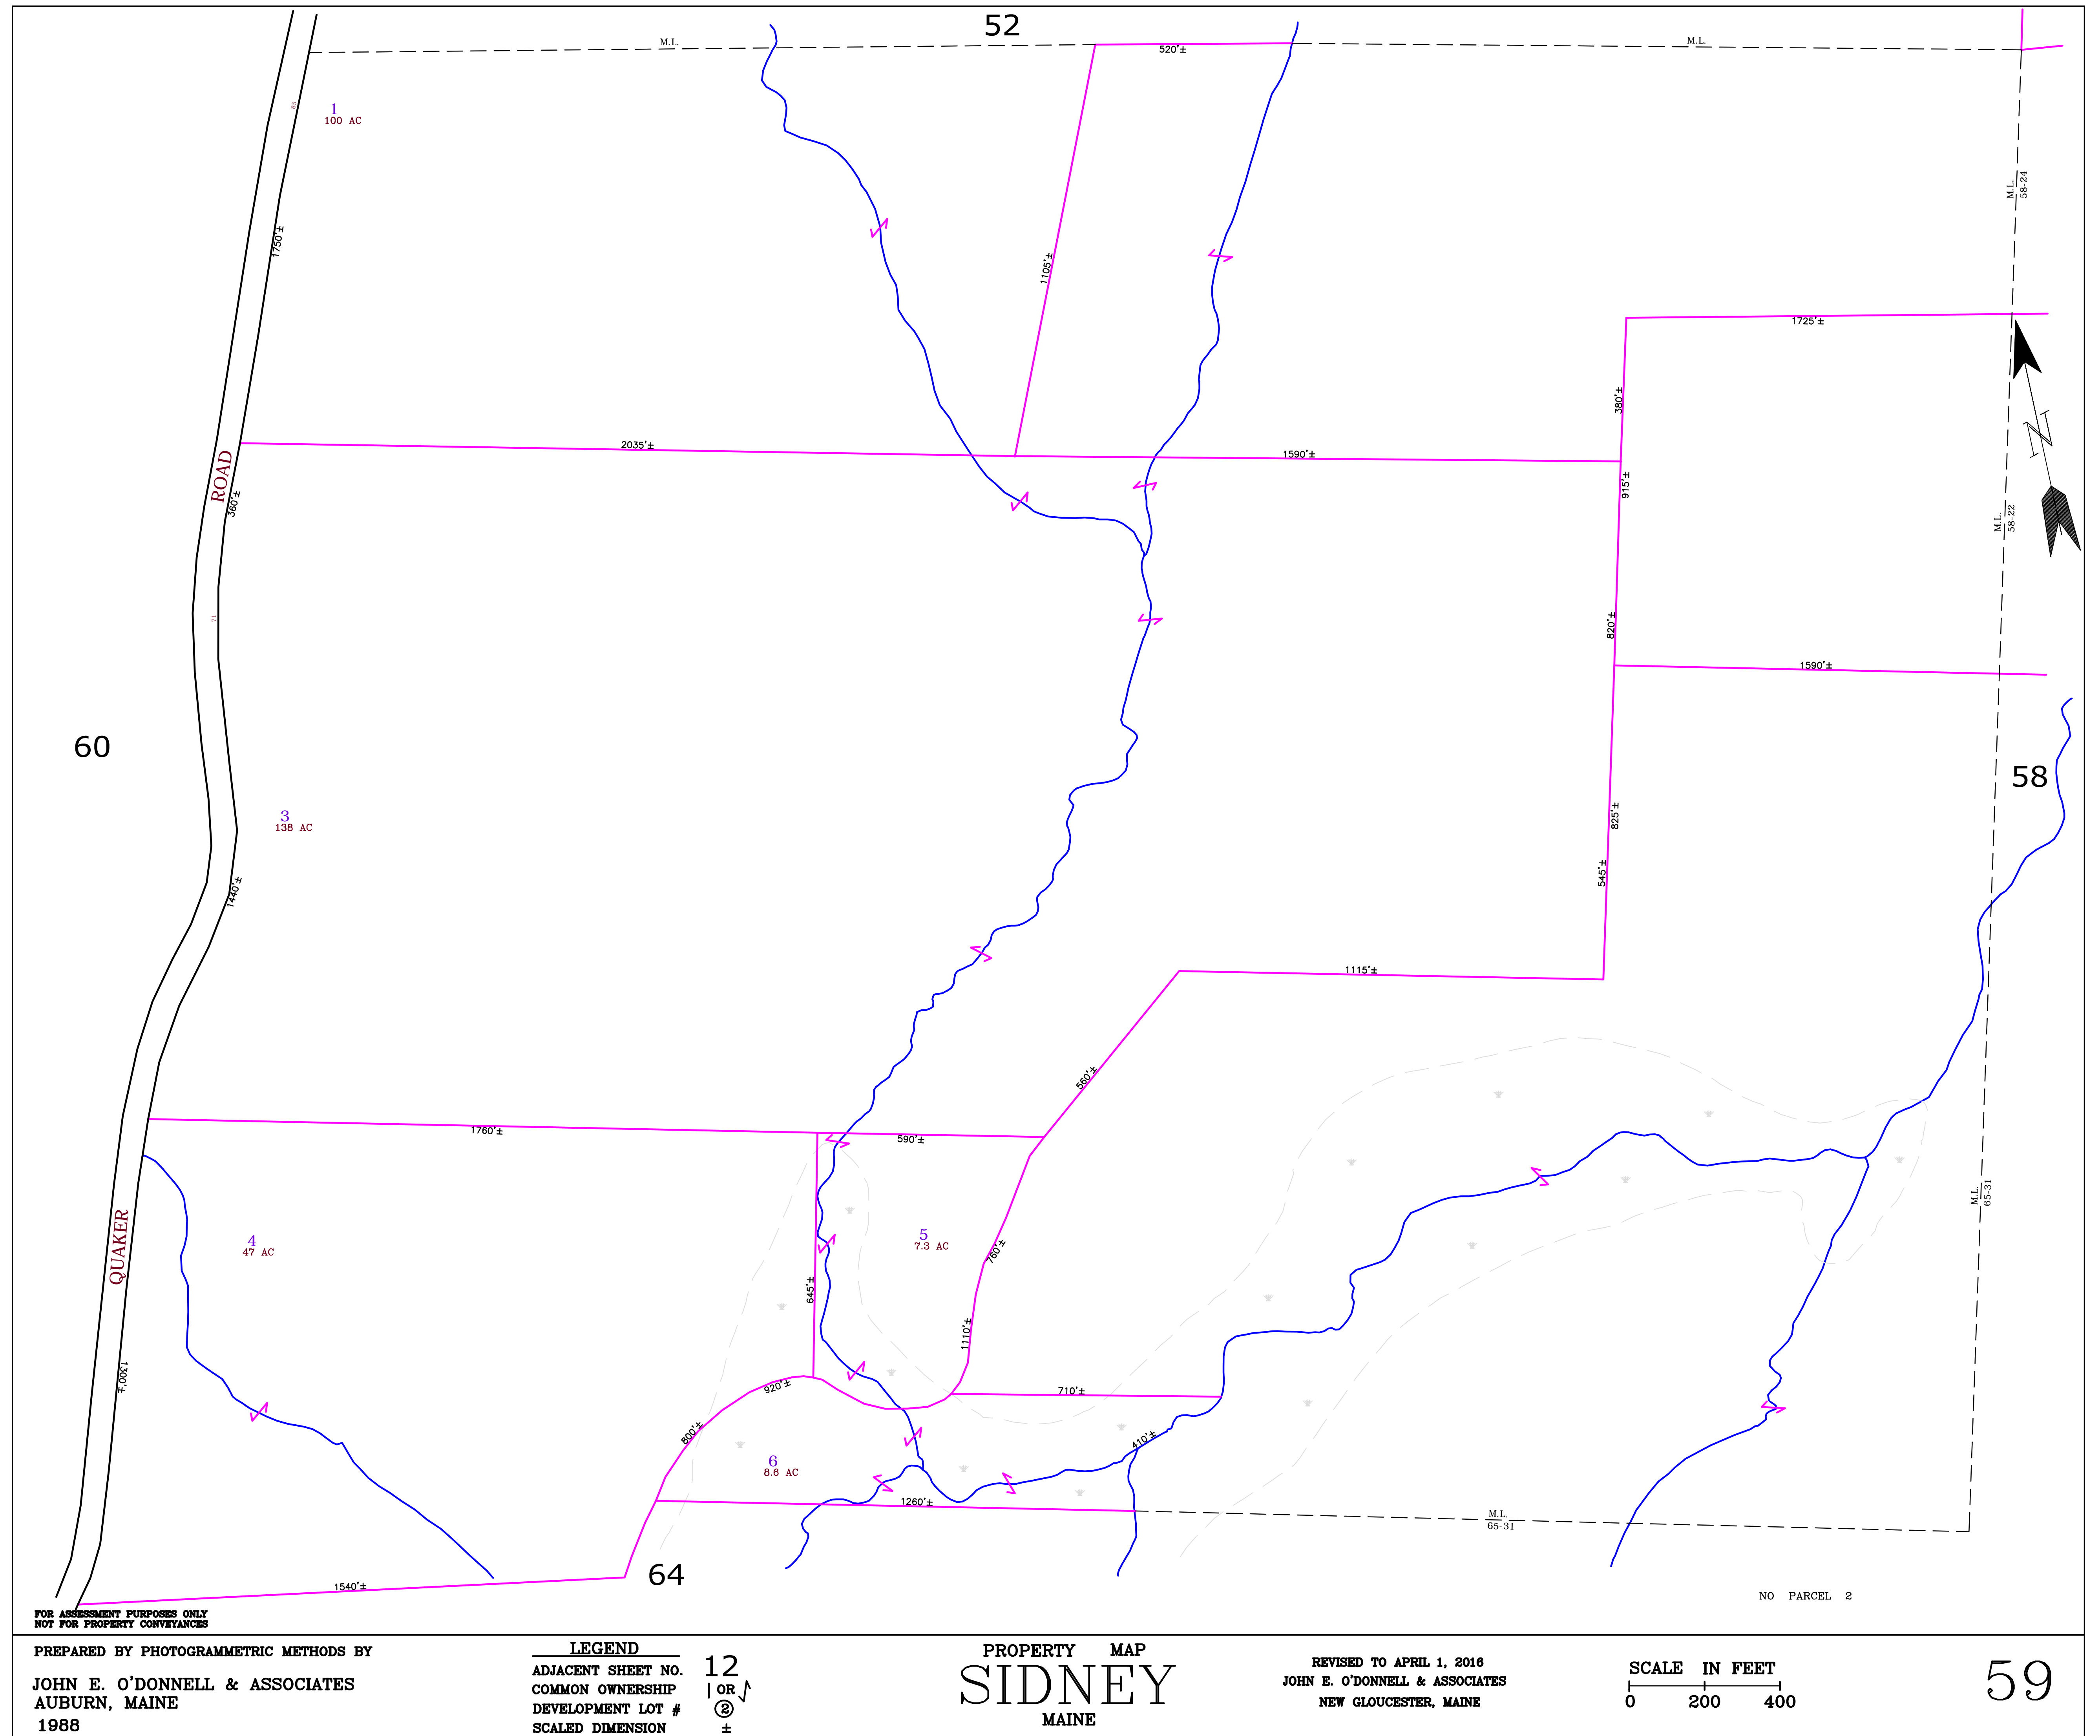 52
M.L.
520'±
M.L.
85
1
100 AC
M.L.
58-24
1750'±
1105'±
1725'±
380'±
2035'±
1590'±
ROAD
360'±
915'±
M.L.
58-22
71
820'±
1590'±
60
58
3
138 AC
825'±
1440'±
545'±
1115'±
560'±
1760'±
590'±
M.L.
65-31
QUAKER
4
47 AC
5
7.3 AC
760'±
645'±
1110'±
1300'±
920'±
710'±
800'±
410'±
6
8.6 AC
1260'±
M.L.
65-31
64
1540'±
NO PARCEL 2
FOR ASSESSMENT PURPOSES ONLY
NOT FOR PROPERTY CONVEYANCES
PREPARED BY PHOTOGRAMMETRIC METHODS BY
JOHN E. O'DONNELL & ASSOCIATES
AUBURN, MAINE
1988
LEGEND
ADJACENT SHEET NO. 12
COMMON OWNERSHIP | OR
DEVELOPMENT LOT # 2
SCALED DIMENSION ±
PROPERTY MAP
SIDNEY
MAINE
REVISED TO APRIL 1, 2016
JOHN E. O'DONNELL & ASSOCIATES
NEW GLOUCESTER, MAINE
SCALE IN FEET
0 200 400
59
N